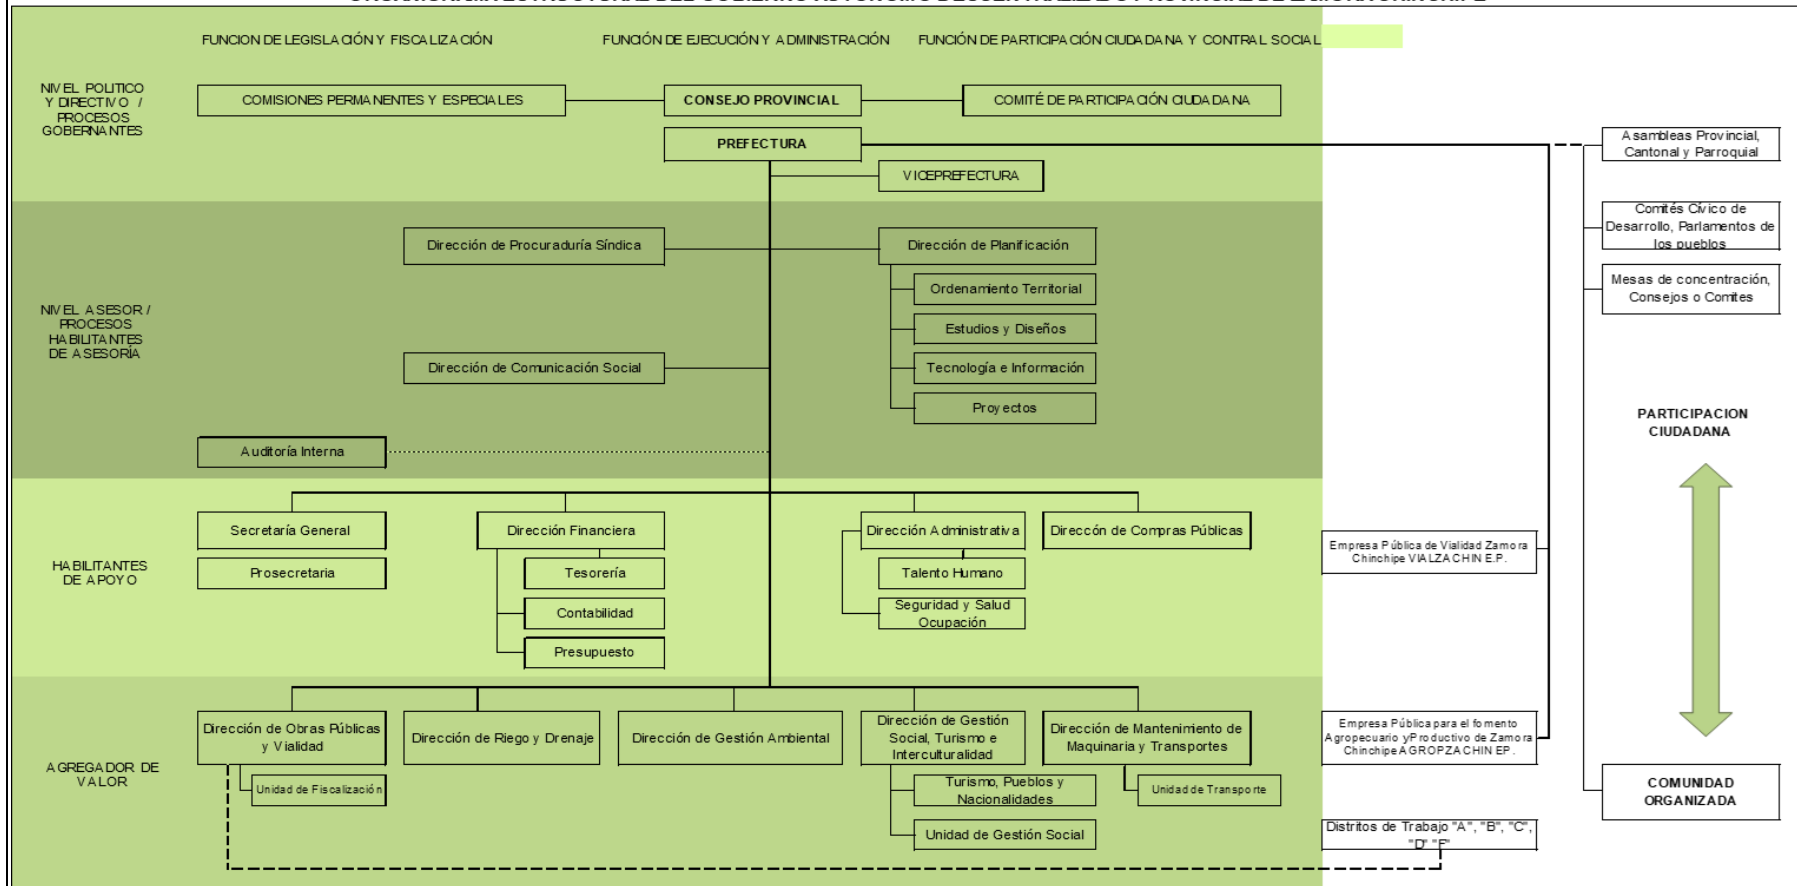 FUNCION DE LEGISLACIÓN Y FISCALIZACIÓN
FUNCIÓN DE EJECUCIÓN Y ADMINISTRACIÓN
FUNCIÓN DE PARTICIPACIÓN CIUDADANA Y CONTRAL SOCIAL
NIVEL POLITICO
Y DIRECTIVO /
PROCESOS
GOBERNANTES
COMISIONES PERMANENTES Y ESPECIALES
CONSEJO PROVINCIAL
COMITÉ DE PARTICIPACIÓN CIUDADANA
PREFECTURA
VICEPREFECTURA
Asambleas Provincial,
Cantonal y Parroquial
Comités Cívico de
Desarrollo, Parlamentos de
los pueblos
Mesas de concentración,
Consejos o Comites
NIVEL ASESOR /
PROCESOS
HABILITANTES
DE ASESORÍA
Dirección de Procuraduría Síndica
Dirección de Planificación
Ordenamiento Territorial
Estudios y Diseños
Dirección de Comunicación Social
Tecnología e Información
Proyectos
Auditoría Interna
PARTICIPACION
CIUDADANA
HABILITANTES
DE APOYO
Secretaría General
Dirección Financiera
Dirección Administrativa
Direccón de Compras Públicas
Prosecretaria
Tesorería
Talento Humano
Contabilidad
Seguridad y Salud
Ocupación
Presupuesto
Empresa Pública de Vialidad Zamora
Chinchipe VIALZACHIN E.P.
AGREGADOR DE
VALOR
Dirección de Obras Públicas
y Vialidad
Dirección de Riego y Drenaje
Dirección de Gestión Ambiental
Dirección de Gestión
Social, Turismo e
Interculturalidad
Dirección de Mantenimiento de
Maquinaria y Transportes
Empresa Pública para el fomento
Agropecuario yProductivo de Zamora
Chinchipe AGROPZACHIN EP.
Unidad de Fiscalización
Turismo, Pueblos y
Nacionalidades
Unidad de Transporte
Unidad de Gestión Social
COMUNIDAD
ORGANIZADA
Distritos de Trabajo "A", "B", "C",
"D"